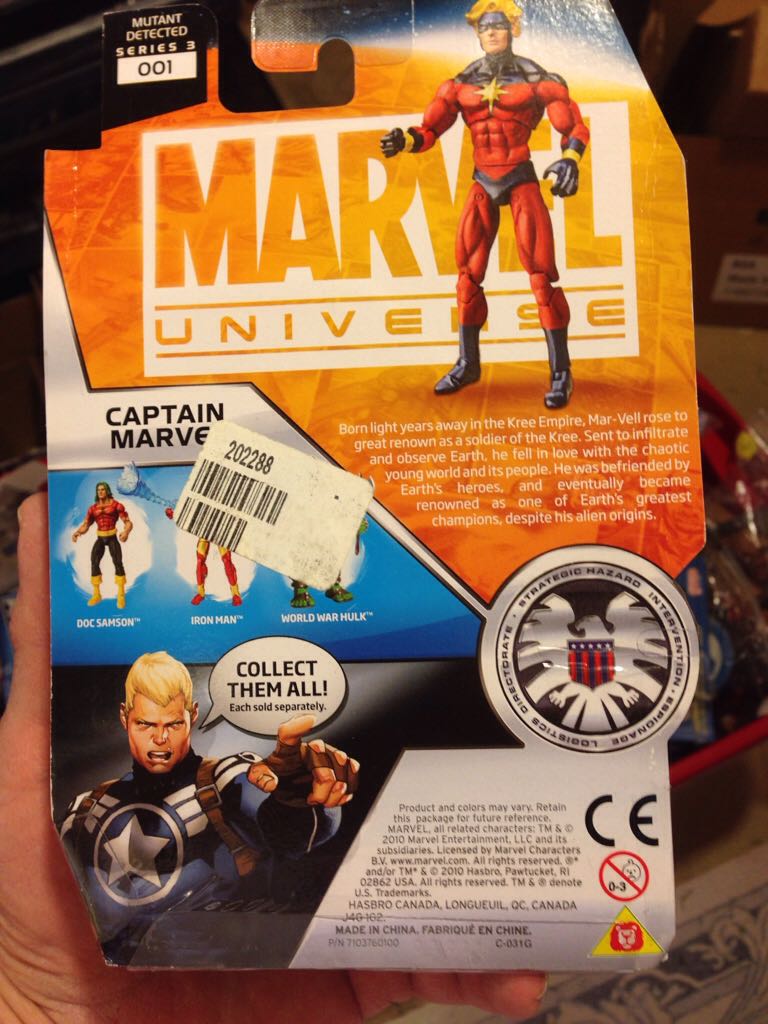 MUTANT
DETECTED
SERIES 3
001
MARVEL
UNIVERSE
CAPTAIN
MARVE
Born light years away in the Kree Empire, Mar-Vell rose to
great renown as a soldier of the Kree. Sent to infiltrate
and observe Earth, he fell in love with the chaotic
young world and its people. He was befriended by
Earth's heroes, and eventually became
renowned as one of Earth's greatest
champions, despite his alien origins.
202288
DOC SAMSON™
IRON MAN™
WORLD WAR HULK™
STRATEGIC HAZARD INTERVENTION • ESPIONAGE LOGISTICS DIRECTORATE •
COLLECT
THEM ALL!
Each sold separately.
Product and colors may vary. Retain
this package for future reference.
MARVEL, all related characters: TM & ©
2010 Marvel Entertainment, LLC and its
subsidiaries. Licensed by Marvel Characters
B.V. www.marvel.com. All rights reserved. ®*
and/or TM* & © 2010 Hasbro, Pawtucket, RI
02862 USA. All rights reserved. TM & ® denote
U.S. Trademarks.
HASBRO CANADA, LONGUEUIL, QC, CANADA
J4G 1G2.
MADE IN CHINA. FABRIQUÉ EN CHINE.
P/N 7103760100
C-031G
CE
0-3